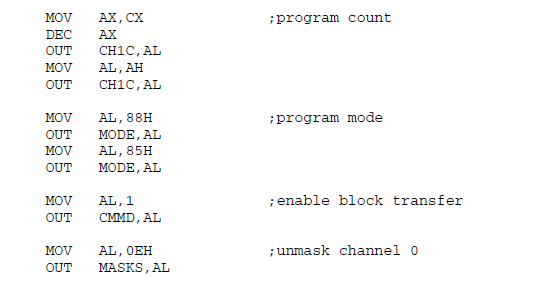 MOV AX,CX ;program count
DEC AX
OUT CH1C,AL
MOV AL,AH
OUT CH1C,AL
MOV AL,88H ;program mode
OUT MODE,AL
MOV AL,85H
OUT MODE,AL
MOV AL,1 ;enable block transfer
OUT CMMD,AL
MOV AL,0EH ;unmask channel 0
OUT MASKS,AL